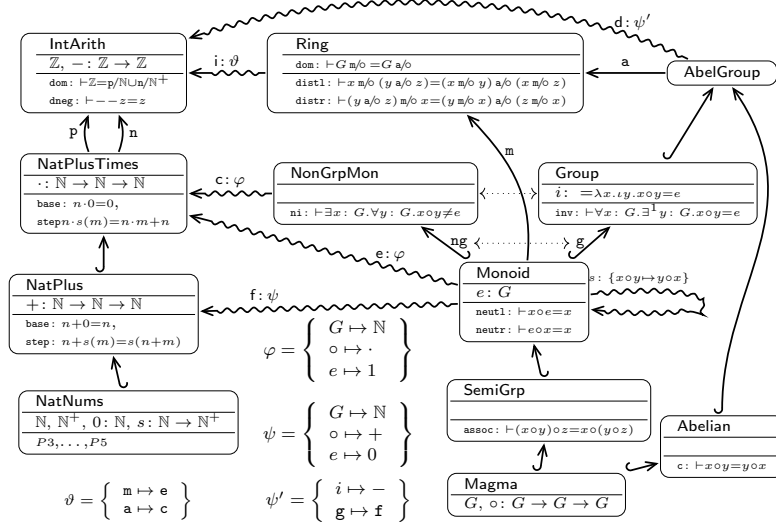 d: ψ′
IntArith
ℤ, −: ℤ → ℤ
dom: ⊢ℤ=p/ℕ∪n/ℕ⁺
dneg: ⊢−−z=z
i: ϑ
Ring
dom: ⊢G m/∘=G a/∘
distl: ⊢x m/∘ (y a/∘ z)=(x m/∘ y) a/∘ (x m/∘ z)
distr: ⊢(y a/∘ z) m/∘ x=(y m/∘ x) a/∘ (z m/∘ x)
a
AbelGroup
p
n
m
NatPlusTimes
·: ℕ → ℕ → ℕ
base: n·0=0,
stepn·s(m)=n·m+n
c: φ
NonGrpMon
ni: ⊢∃x: G.∀y: G.x∘y≠e
Group
i: =λx.ιy.x∘y=e
inv: ⊢∀x: G.∃¹y: G.x∘y=e
ng
g
e: φ
NatPlus
+: ℕ → ℕ → ℕ
base: n+0=n,
step: n+s(m)=s(n+m)
f: ψ
Monoid
e: G
neutl: ⊢x∘e=x
neutr: ⊢e∘x=x
s: {x∘y↦y∘x}
φ = { G ↦ ℕ
∘ ↦ ·
e ↦ 1 }
NatNums
ℕ, ℕ⁺, 0: ℕ, s: ℕ → ℕ⁺
P3,...,P5
SemiGrp
assoc: ⊢(x∘y)∘z=x∘(y∘z)
ψ = { G ↦ ℕ
∘ ↦ +
e ↦ 0 }
Abelian
c: ⊢x∘y=y∘x
Magma
G, ∘: G → G → G
ϑ = { m ↦ e
a ↦ c }
ψ′ = { i ↦ −
g ↦ f }